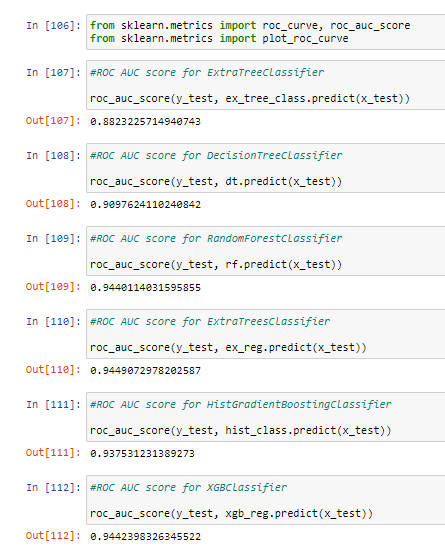 In [106]: from sklearn.metrics import roc_curve, roc_auc_score
from sklearn.metrics import plot_roc_curve
In [107]: #ROC AUC score for ExtraTreeClassifier
roc_auc_score(y_test, ex_tree_class.predict(x_test))
Out[107]: 0.8823225714940743
In [108]: #ROC AUC score for DecisionTreeClassifier
roc_auc_score(y_test, dt.predict(x_test))
Out[108]: 0.9097624110240842
In [109]: #ROC AUC score for RandomForestClassifier
roc_auc_score(y_test, rf.predict(x_test))
Out[109]: 0.9440114031595855
In [110]: #ROC AUC score for ExtraTreesClassifier
roc_auc_score(y_test, ex_reg.predict(x_test))
Out[110]: 0.9449072978202587
In [111]: #ROC AUC score for HistGradientBoostingClassifier
roc_auc_score(y_test, hist_class.predict(x_test))
Out[111]: 0.937531231389273
In [112]: #ROC AUC score for XGBClassifier
roc_auc_score(y_test, xgb_reg.predict(x_test))
Out[112]: 0.9442398326345522